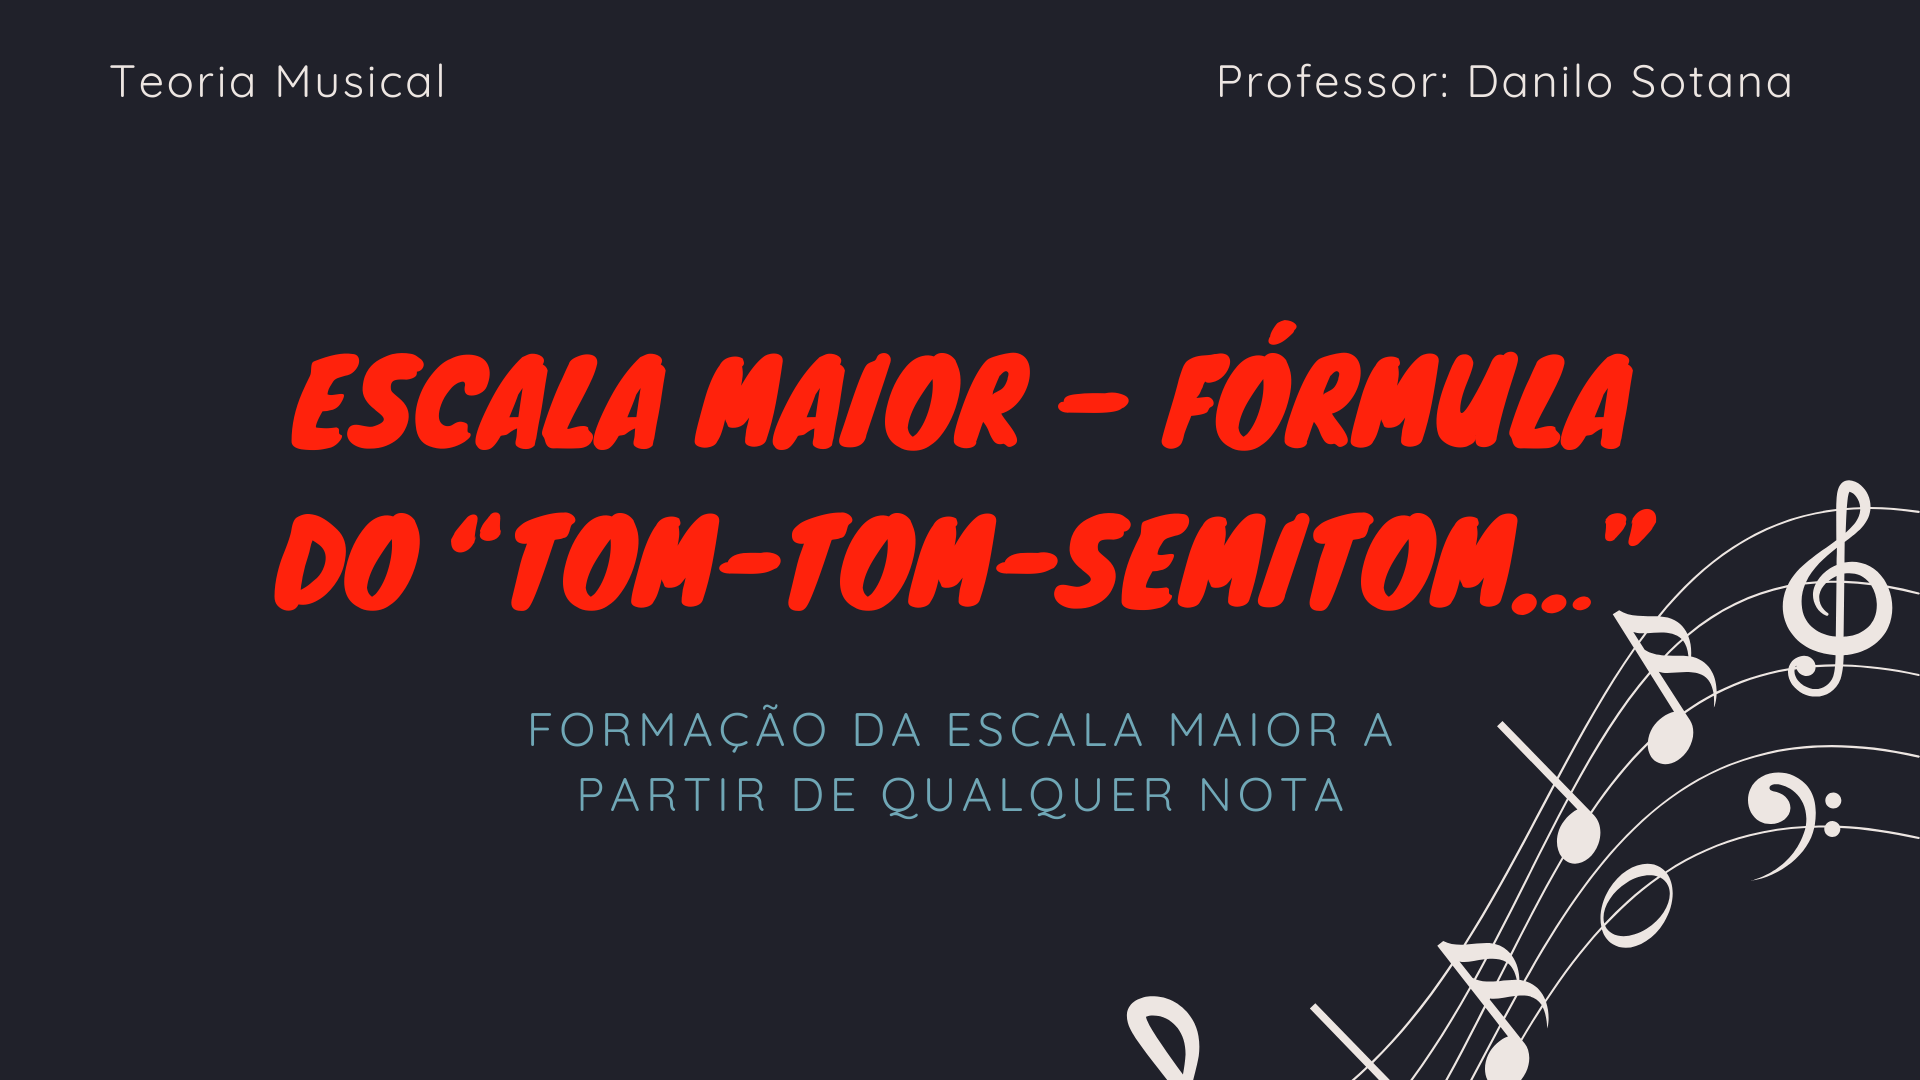 Teoria Musical
Professor: Danilo Sotana
ESCALA MAIOR – FÓRMULA
DO “TOM-TOM-SEMITOM...”
FORMAÇÃO DA ESCALA MAIOR A
PARTIR DE QUALQUER NOTA